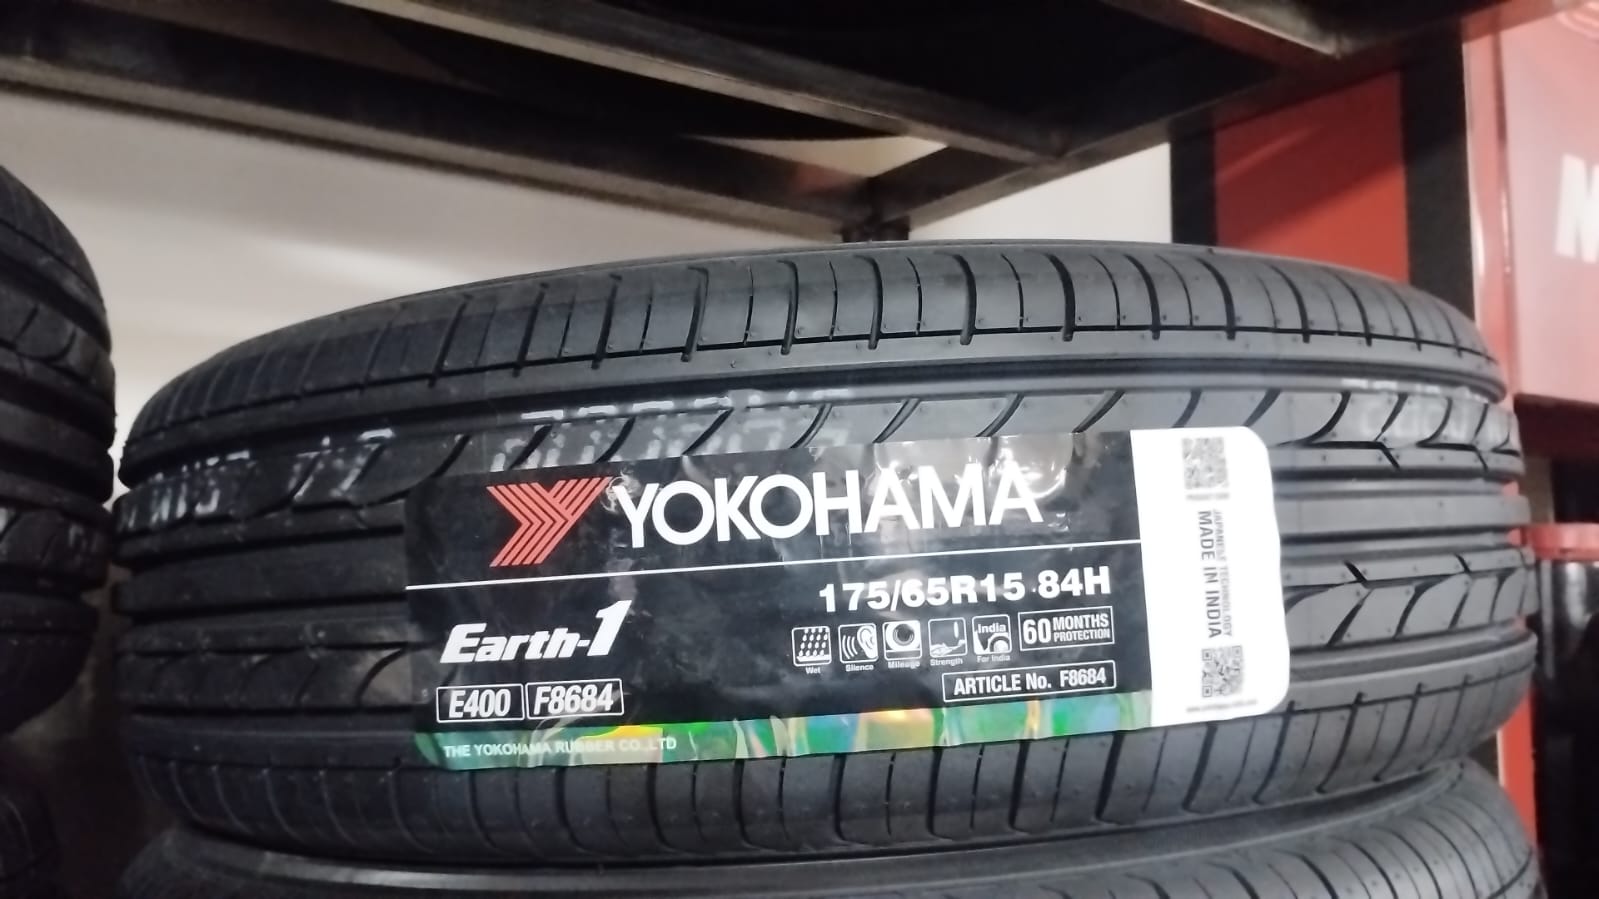 YOKOHAMA
175/65R15 84H
Earth-1
Wet
Silence
Mileage
Strength
India
For India
60 MONTHS
PROTECTION
E400 F8684
ARTICLE No. F8684
THE YOKOHAMA RUBBER CO.,LTD
JAPANESE TECHNOLOGY
MADE IN INDIA
M